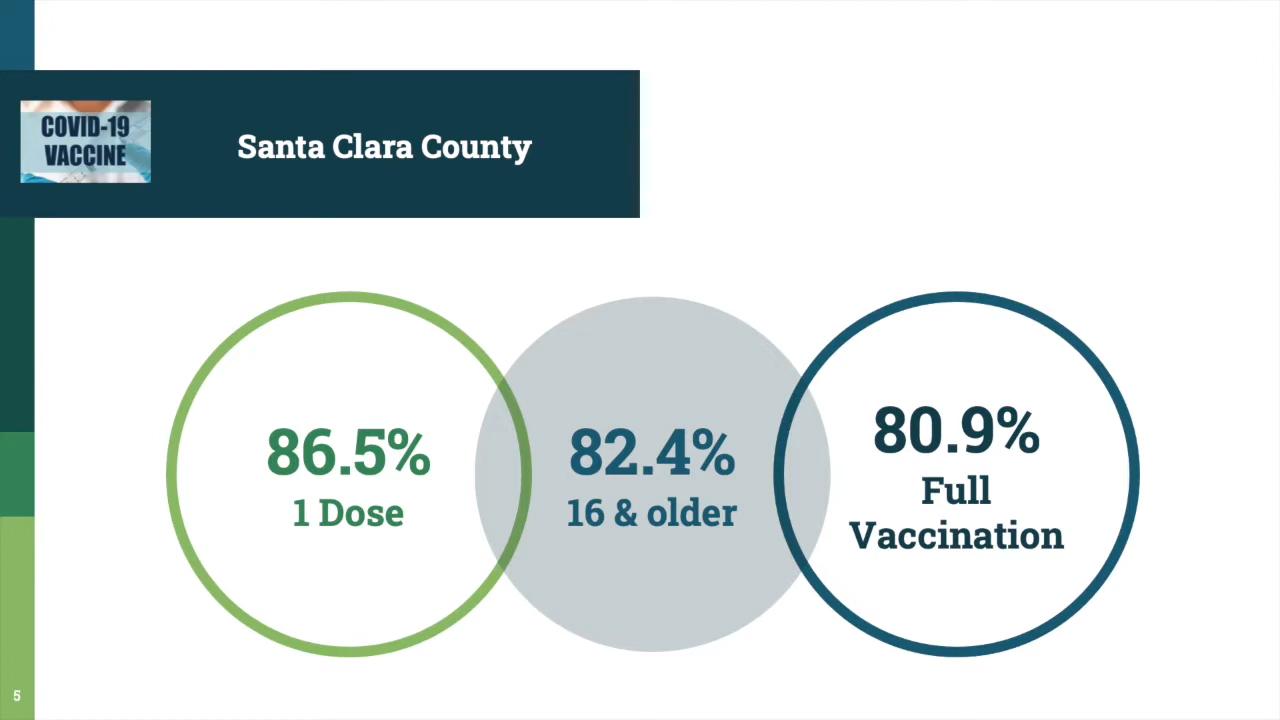 COVID-19
VACCINE
Santa Clara County
86.5%
1 Dose
82.4%
16 & older
80.9%
Full
Vaccination
5